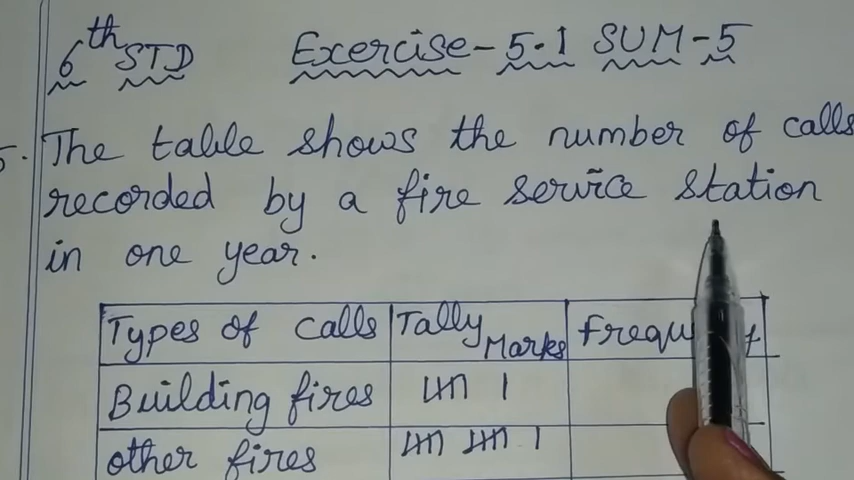 6th STD Exercise-5.1 SUM-5
5. The table shows the number of calls
recorded by a fire service station
in one year.
Types of calls Tally Marks
Building fires
other fires